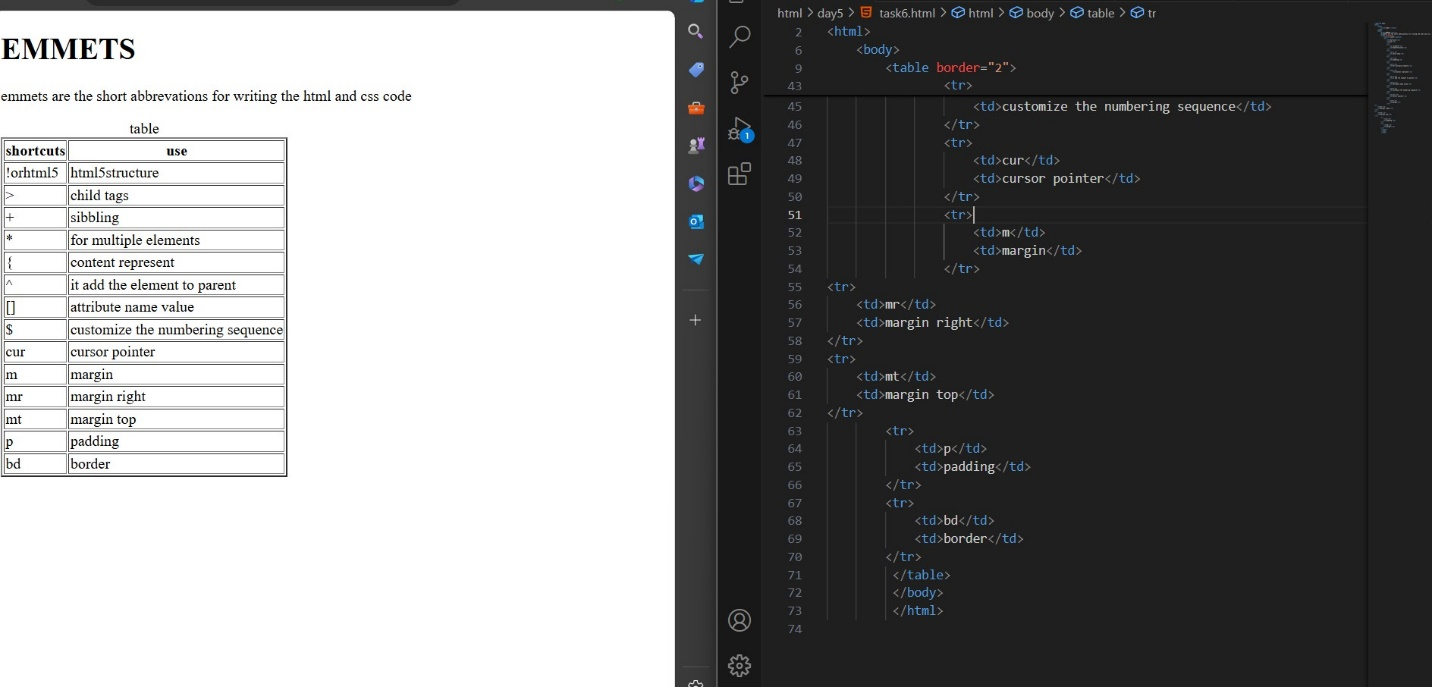 EMMETS
emmets are the short abbrevations for writing the html and css code
table
shortcuts use
!orhtml5 html5structure
> child tags
+ sibbling
* for multiple elements
{ content represent
^ it add the element to parent
[] attribute name value
$ customize the numbering sequence
cur cursor pointer
m margin
mr margin right
mt margin top
p padding
bd border
1
html > day5 > task6.html > html > body > table > tr
2 <html>
6 <body>
9 <table border="2">
43 <tr>
45 <td>customize the numbering sequence</td>
46 </tr>
47 <tr>
48 <td>cur</td>
49 <td>cursor pointer</td>
50 </tr>
51 <tr>
52 <td>m</td>
53 <td>margin</td>
54 </tr>
55 <tr>
56 <td>mr</td>
57 <td>margin right</td>
58 </tr>
59 <tr>
60 <td>mt</td>
61 <td>margin top</td>
62 </tr>
63 <tr>
64 <td>p</td>
65 <td>padding</td>
66 </tr>
67 <tr>
68 <td>bd</td>
69 <td>border</td>
70 </tr>
71 </table>
72 </body>
73 </html>
74